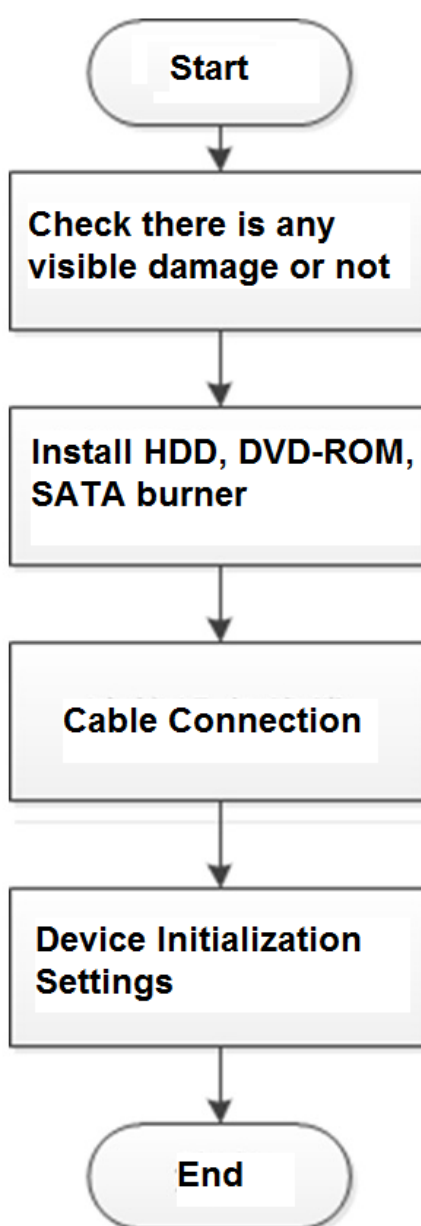 Start
Check there is any
visible damage or not
Install HDD, DVD-ROM,
SATA burner
Cable Connection
Device Initialization
Settings
End